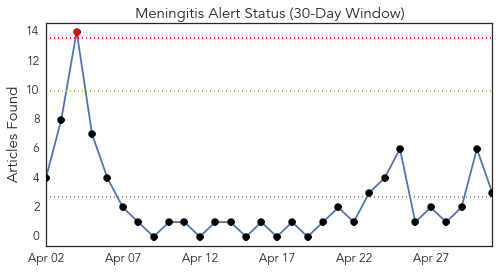 Meningitis Alert Status (30-Day Window)
Articles Found
14
12
10
8
6
4
2
0
Apr 02
Apr 07
Apr 12
Apr 17
Apr 22
Apr 27